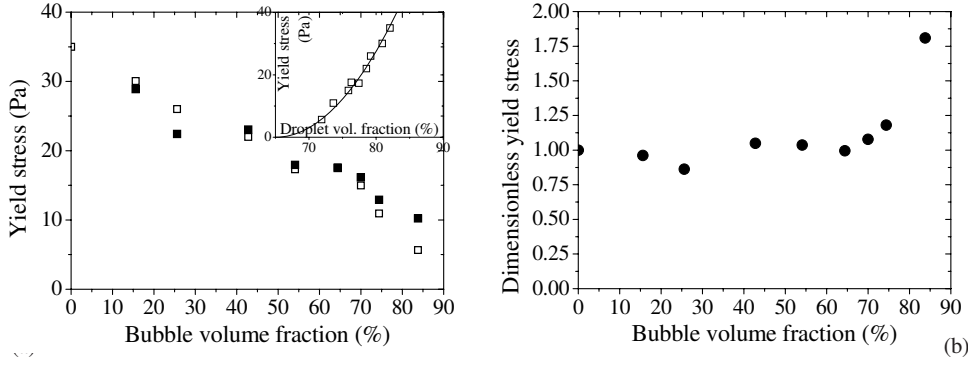 40
30
20
10
0
0 10 20 30 40 50 60 70 80 90
Yield stress (Pa)
Bubble volume fraction (%)
40
20
0
Yield stress
(Pa)
Droplet vol. fraction (%)
70 80
2.00
1.75
1.50
1.25
1.00
0.75
0.50
0.25
0.00
0 10 20 30 40 50 60 70 80 90
Dimensionless yield stress
Bubble volume fraction (%)
(b)